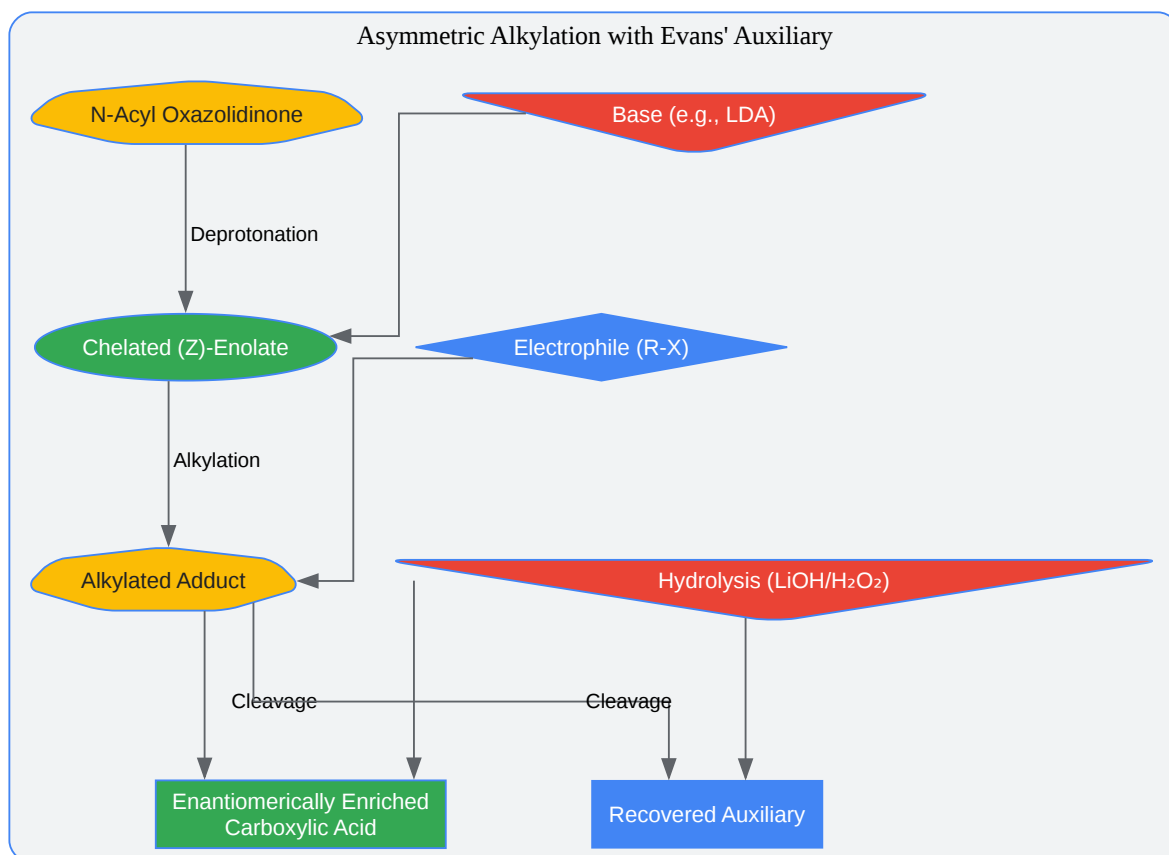 Asymmetric Alkylation with Evans' Auxiliary
N-Acyl Oxazolidinone
Base (e.g., LDA)
Deprotonation
Chelated (Z)-Enolate
Electrophile (R-X)
Alkylation
Alkylated Adduct
Hydrolysis (LiOH/H₂O₂)
Cleavage
Cleavage
Enantiomerically Enriched
Carboxylic Acid
Recovered Auxiliary